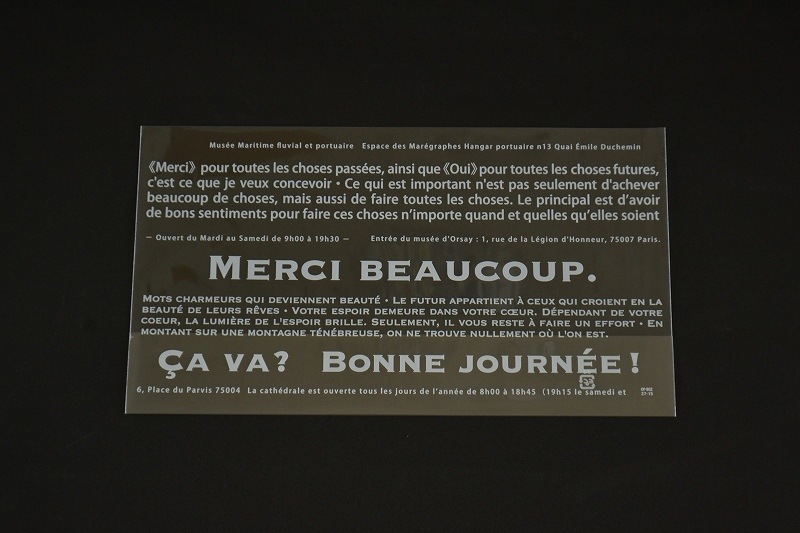 Musée Maritime fluvial et portuaire Espace des Marégraphes Hangar portuaire n13 Quai Émile Duchemin
《Merci》 pour toutes les choses passées, ainsi que 《Oui》 pour toutes les choses futures,
c'est ce que je veux concevoir • Ce qui est important n'est pas seulement d'achever
beaucoup de choses, mais aussi de faire toutes les choses. Le principal est d'avoir
de bons sentiments pour faire ces choses n'importe quand et quelles qu'elles soient
— Ouvert du Mardi au Samedi de 9h00 à 19h30 — Entrée du musée d'Orsay : 1, rue de la Légion d'Honneur, 75007 Paris.
MERCI BEAUCOUP.
MOTS CHARMEURS QUI DEVIENNENT BEAUTÉ • LE FUTUR APPARTIENT À CEUX QUI CROIENT EN LA
BEAUTÉ DE LEURS RÊVES • VOTRE ESPOIR DEMEURE DANS VOTRE CŒUR. DÉPENDANT DE VOTRE
COEUR, LA LUMIÈRE DE L'ESPOIR BRILLE. SEULEMENT, IL VOUS RESTE À FAIRE UN EFFORT • EN
MONTANT SUR UNE MONTAGNE TÉNÉBREUSE, ON NE TROUVE NULLEMENT OÙ L'ON EST.
ÇA VA? BONNE JOURNÉE!
6, Place du Parvis 75004 La cathédrale est ouverte tous les jours de l'année de 8h00 à 18h45 (19h15 le samedi et